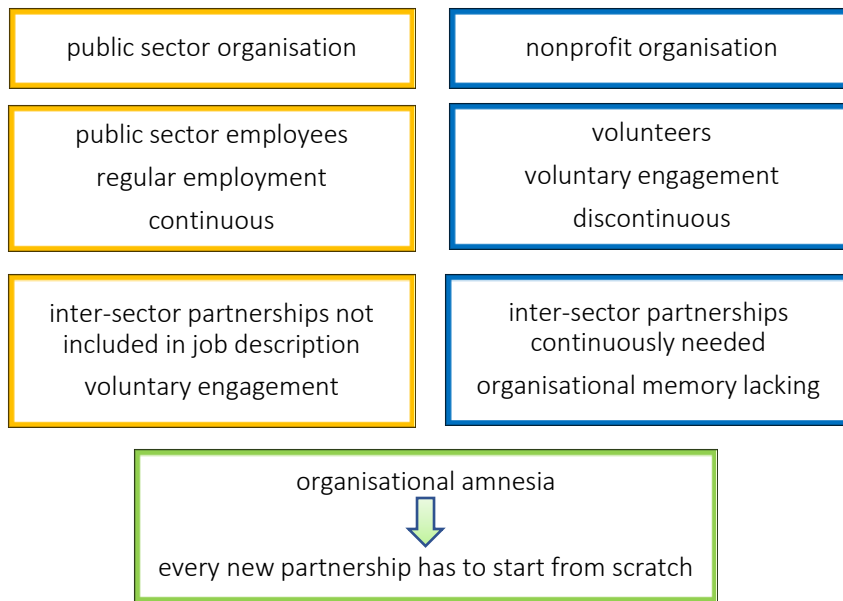 public sector organisation
nonprofit organisation
public sector employees
regular employment
continuous
volunteers
voluntary engagement
discontinuous
inter-sector partnerships not
included in job description
voluntary engagement
inter-sector partnerships
continuously needed
organisational memory lacking
organisational amnesia
every new partnership has to start from scratch